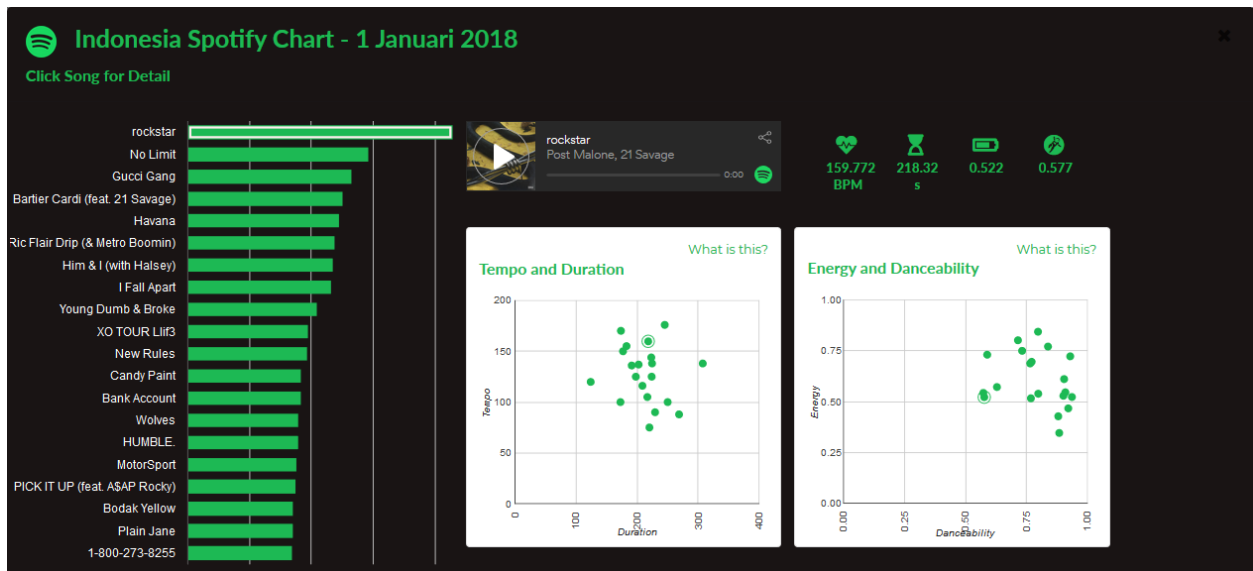 Indonesia Spotify Chart - 1 Januari 2018
Click Song for Detail
rockstar
No Limit
Gucci Gang
Bartier Cardi (feat. 21 Savage)
Havana
Ric Flair Drip (& Metro Boomin)
Him & I (with Halsey)
I Fall Apart
Young Dumb & Broke
XO TOUR Llif3
New Rules
Candy Paint
Bank Account
Wolves
HUMBLE.
MotorSport
PICK IT UP (feat. A$AP Rocky)
Bodak Yellow
Plain Jane
1-800-273-8255
rockstar
Post Malone, 21 Savage
0:00
159.772
BPM
218.32
s
0.522
0.577
What is this?
Tempo and Duration
200
150
100
50
0
Tempo
0
100
200
300
400
Duration
What is this?
Energy and Danceability
1.00
0.75
0.50
0.25
0.00
Energy
0.00
0.25
0.50
0.75
1.00
Danceability